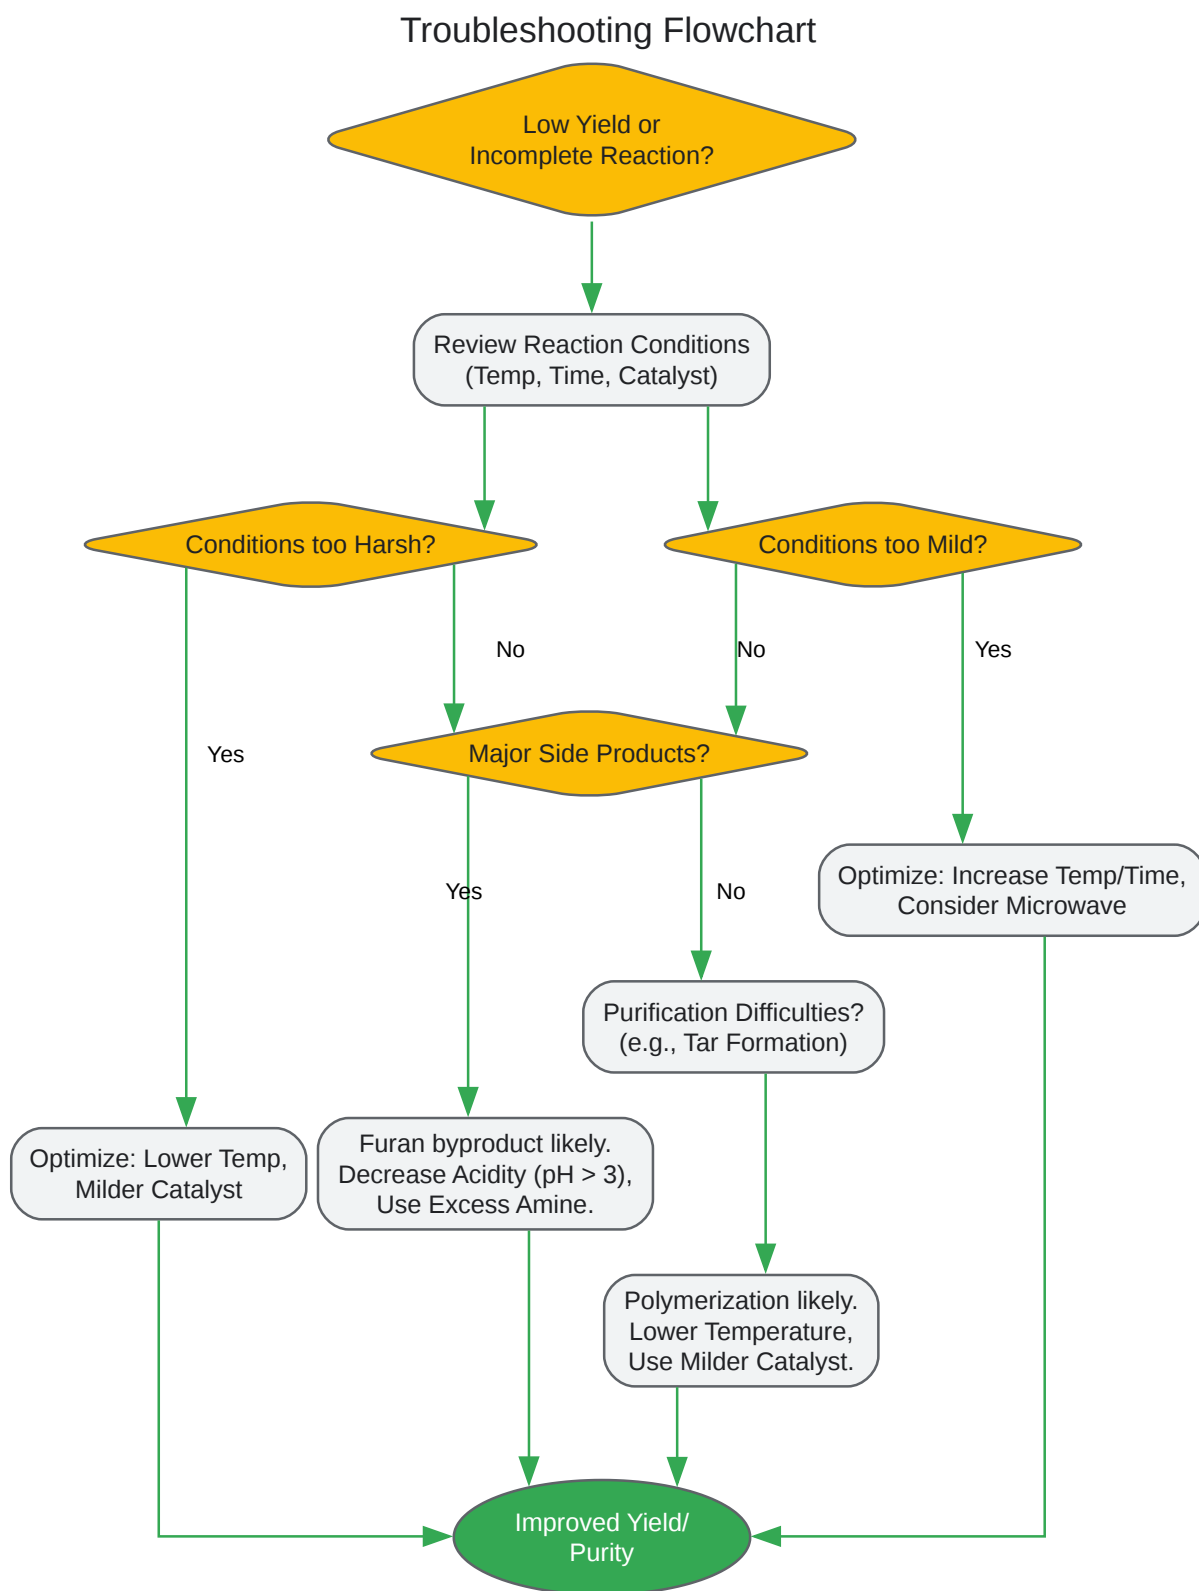 Troubleshooting Flowchart
Low Yield or
Incomplete Reaction?
Review Reaction Conditions
(Temp, Time, Catalyst)
Conditions too Harsh?
Conditions too Mild?
No
No
Yes
Yes
Major Side Products?
Optimize: Increase Temp/Time,
Consider Microwave
Yes
No
Purification Difficulties?
(e.g., Tar Formation)
Optimize: Lower Temp,
Milder Catalyst
Furan byproduct likely.
Decrease Acidity (pH > 3),
Use Excess Amine.
Polymerization likely.
Lower Temperature,
Use Milder Catalyst.
Improved Yield/
Purity